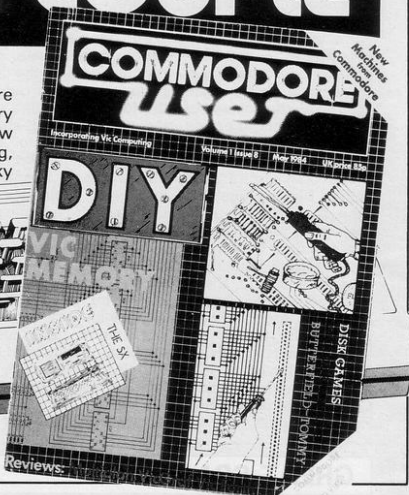 New
Machines
from
Commodore
COMMODORE
user
Incorporating Vic Computing
Volume 1 Issue 8
May 1984
UK price 85p
DIY
VIC
MEMORY
THE SX
DISK GAMES
BUTTERFIELD-TOMMY
Reviews: